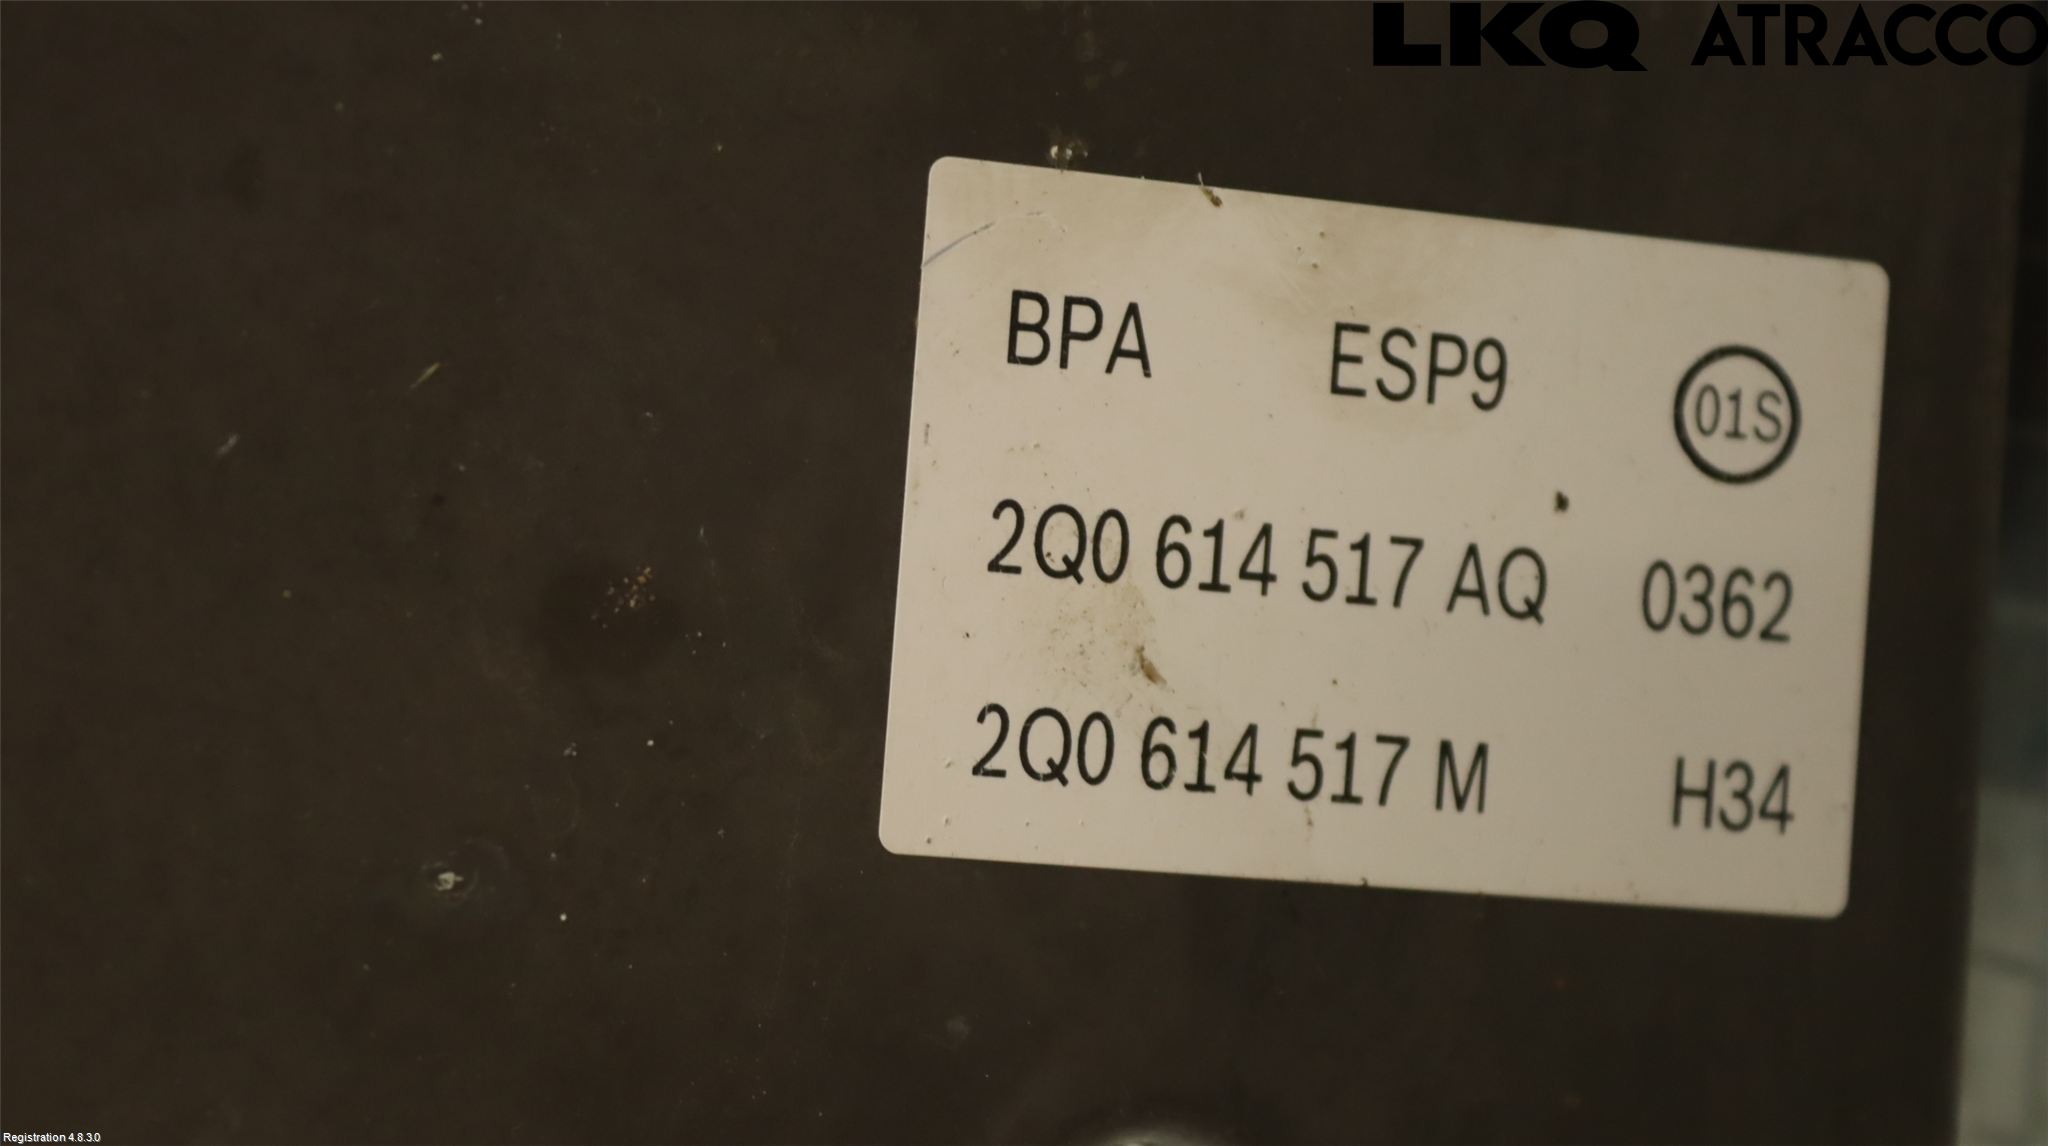 LKQ ATRACCO
BPA ESP9 01S
2Q0 614 517 AQ 0362
2Q0 614 517 M H34
Registration 4.8.3.0